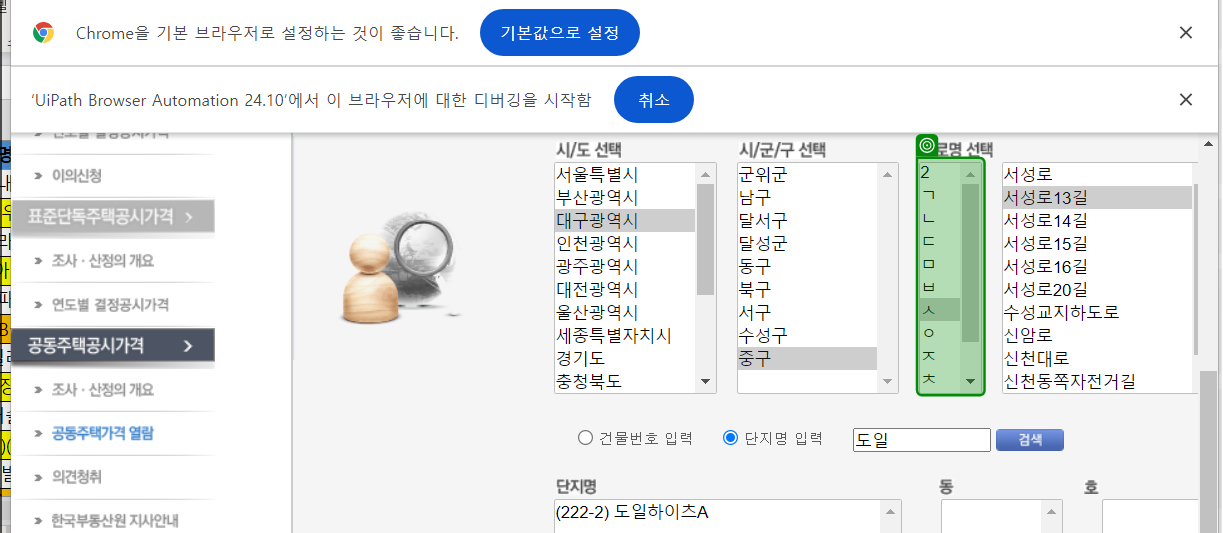 Chrome을 기본 브라우저로 설정하는 것이 좋습니다. 기본값으로 설정
'UiPath Browser Automation 24.10'에서 이 브라우저에 대한 디버깅을 시작함 취소
이의신청
표준단독주택공시가격
조사 · 산정의 개요
연도별 결정공시가격
공동주택공시가격
조사 · 산정의 개요
공동주택가격 열람
의견청취
한국부동산원 지사안내
시/도 선택
서울특별시
부산광역시
대구광역시
인천광역시
광주광역시
대전광역시
울산광역시
세종특별자치시
경기도
충청북도
시/군/구 선택
군위군
남구
달서구
달성군
동구
북구
서구
수성구
중구
로명 선택
2
ㄱ
ㄴ
ㄷ
ㅁ
ㅂ
ㅅ
ㅇ
ㅈ
ㅊ
서성로
서성로13길
서성로14길
서성로15길
서성로16길
서성로20길
수성교지하도로
신암로
신천대로
신천동쪽자전거길
건물번호 입력 단지명 입력 도일 검색
단지명 동 호
(222-2) 도일하이츠A